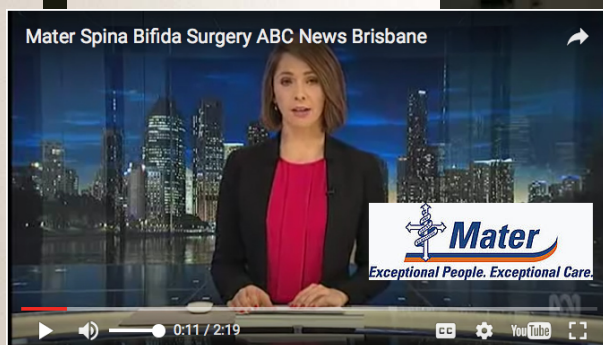 Mater Spina Bifida Surgery ABC News Brisbane
Mater
Exceptional People. Exceptional Care.
0:11 / 2:19
CC
YouTube